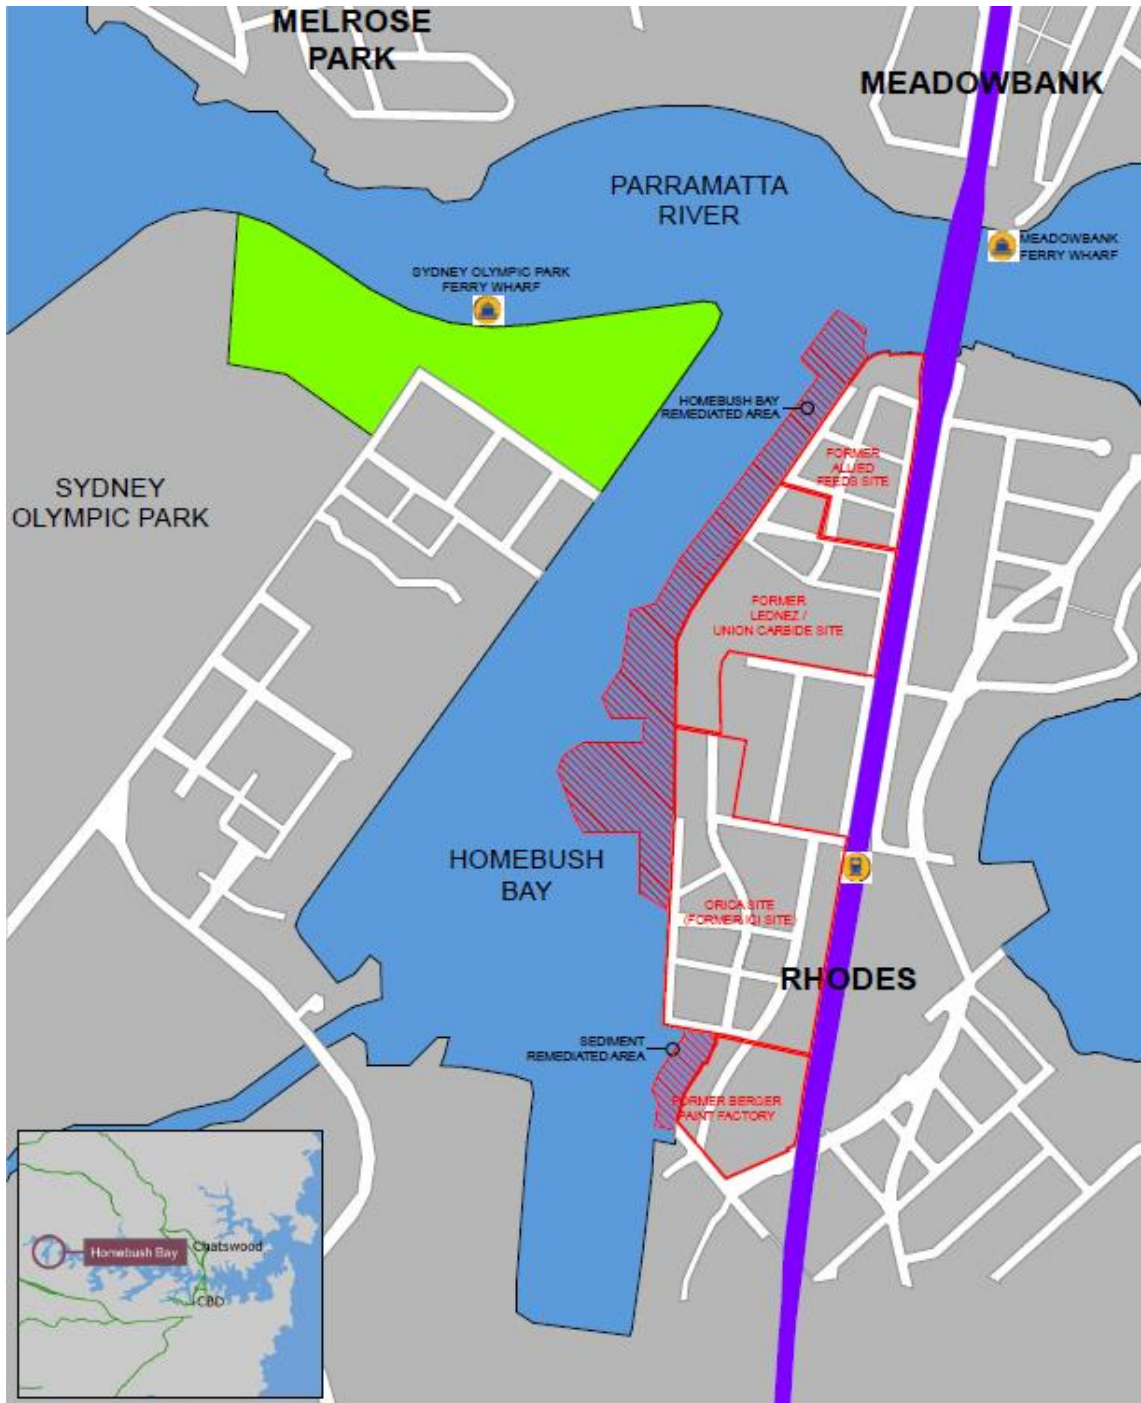 MELROSE
PARK
MEADOWBANK
PARRAMATTA
RIVER
MEADOWBANK
FERRY WHARF
SYDNEY OLYMPIC PARK
FERRY WHARF
HOMEBUSH BAY
REMEDIATED AREA
FORMER
ALLIED
FEEDS SITE
SYDNEY
OLYMPIC PARK
FORMER
LEDNEZ /
UNION CARBIDE SITE
HOMEBUSH
BAY
ORICA SITE
(FORMER ICI SITE)
RHODES
SEDIMENT
REMEDIATED AREA
FORMER BERGER
PAINT FACTORY
Homebush Bay
Chatswood
CBD